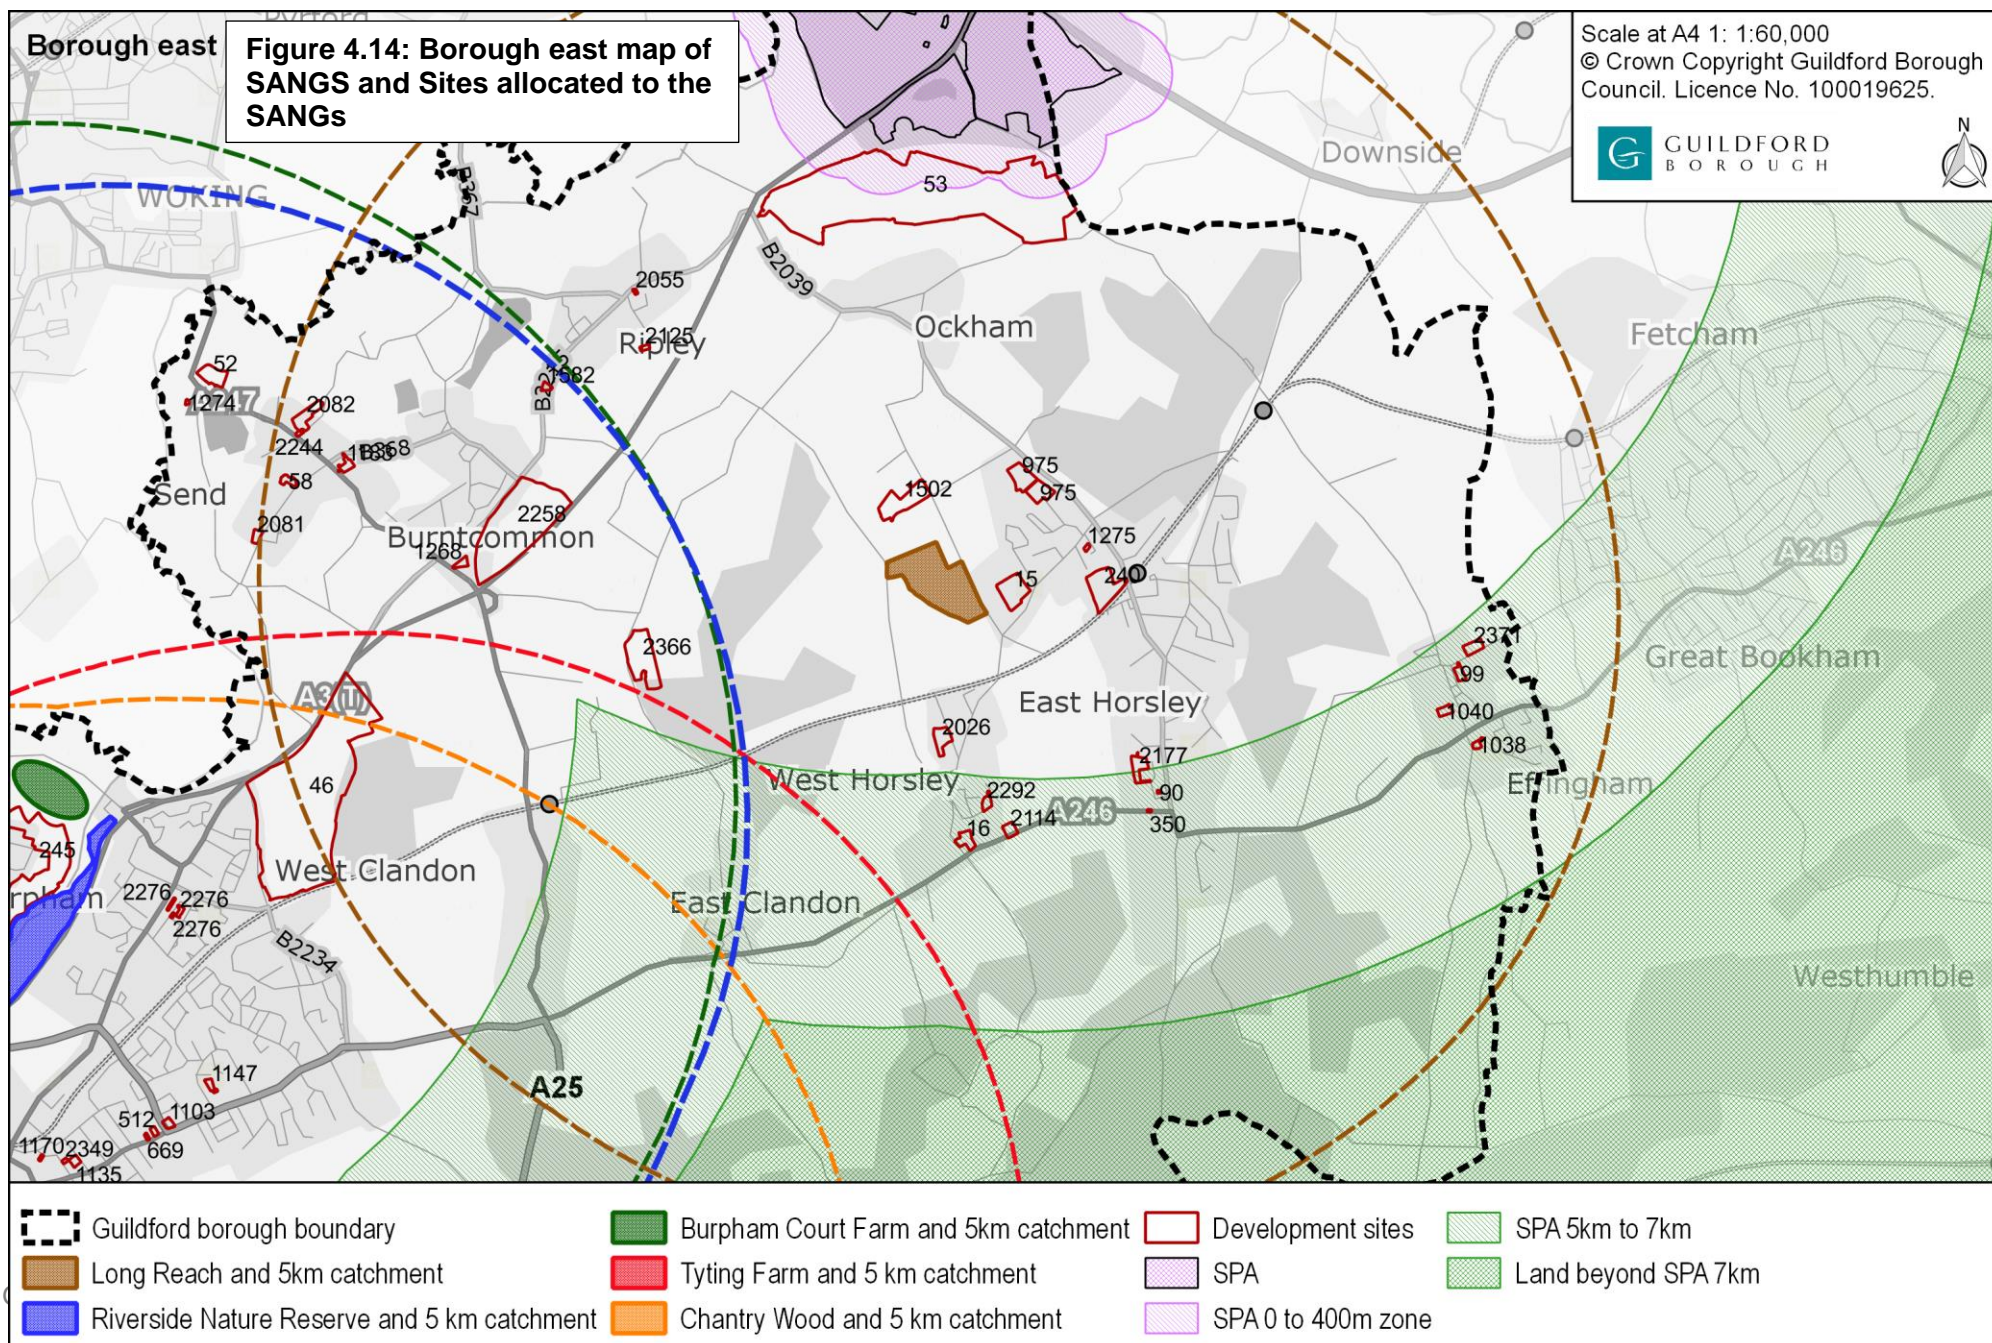 Borough east
Figure 4.14: Borough east map of
SANGS and Sites allocated to the
SANGs
Scale at A4 1: 1:60,000
© Crown Copyright Guildford Borough
Council. Licence No. 100019625.
GUILDFORD
BOROUGH
N
Pyrford
WOKING
B367
Downside
53
B2039
2055
2125
Ripley
Ockham
Fetcham
52
1274
2082
2244
1183
B368
58
1582
Send
2081
Burntcommon
2258
1268
1502
975
975
1275
240
15
A246
2366
A3(T)
East Horsley
2371
99
Great Bookham
1040
1038
Effingham
2026
West Horsley
2177
90
350
2292
2114
A246
16
46
245
West Clandon
East Clandon
2276
2276
2276
B2234
Westhumble
1147
A25
512
1103
669
1170
2349
1135
Guildford borough boundary
Long Reach and 5km catchment
Riverside Nature Reserve and 5 km catchment
Burpham Court Farm and 5km catchment
Tyting Farm and 5 km catchment
Chantry Wood and 5 km catchment
Development sites
SPA
SPA 0 to 400m zone
SPA 5km to 7km
Land beyond SPA 7km